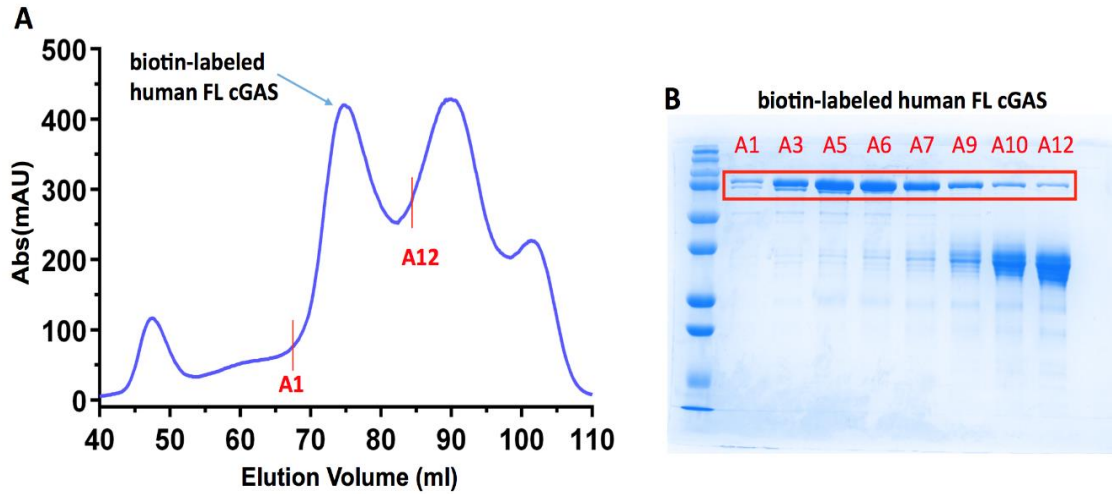 A
biotin-labeled
human FL cGAS
500
450
400
300
200
100
0
Abs(mAU)
A1
A12
40 50 60 70 80 90 100 110
Elution Volume (ml)
B
biotin-labeled human FL cGAS
A1 A3 A5 A6 A7 A9 A10 A12